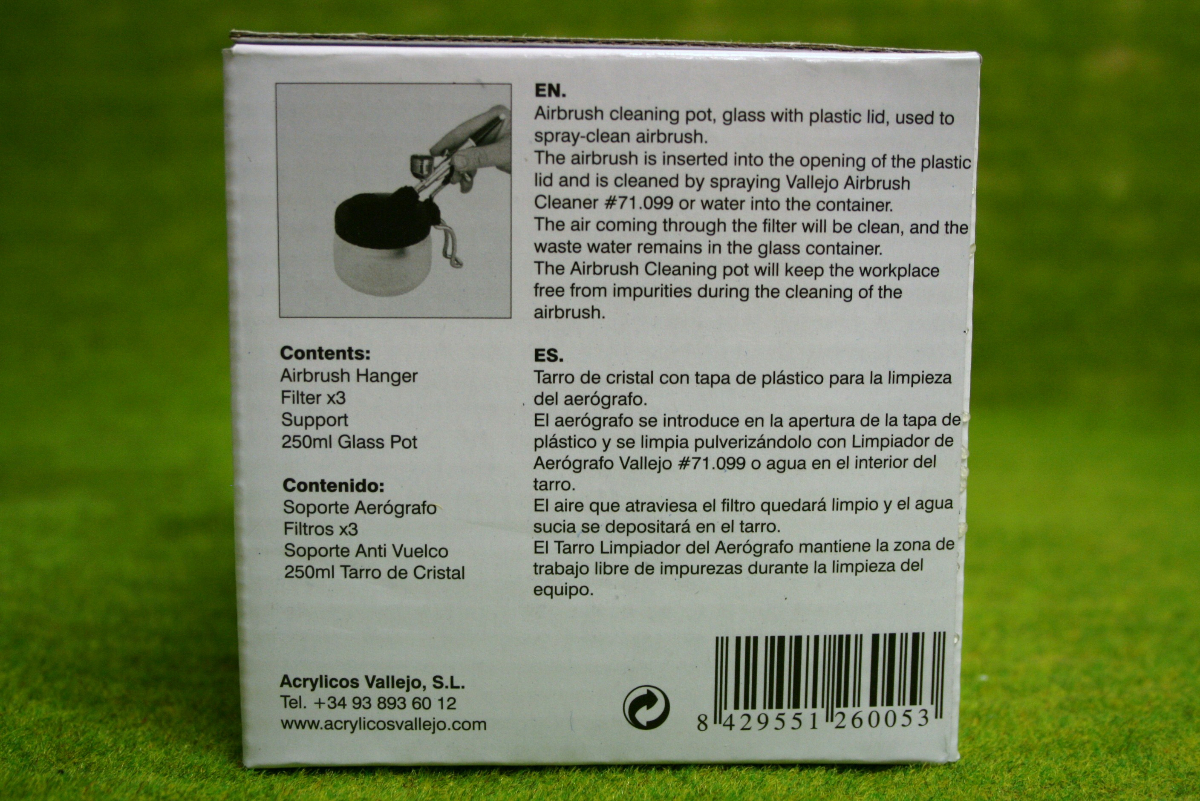 EN.
Airbrush cleaning pot, glass with plastic lid, used to
spray-clean airbrush.
The airbrush is inserted into the opening of the plastic
lid and is cleaned by spraying Vallejo Airbrush
Cleaner #71.099 or water into the container.
The air coming through the filter will be clean, and the
waste water remains in the glass container.
The Airbrush Cleaning pot will keep the workplace
free from impurities during the cleaning of the
airbrush.
Contents:
Airbrush Hanger
Filter x3
Support
250ml Glass Pot
Contenido:
Soporte Aerógrafo
Filtros x3
Soporte Anti Vuelco
250ml Tarro de Cristal
ES.
Tarro de cristal con tapa de plástico para la limpieza
del aerógrafo.
El aerógrafo se introduce en la apertura de la tapa de
plástico y se limpia pulverizándolo con Limpiador de
Aerógrafo Vallejo #71.099 o agua en el interior del
tarro.
El aire que atraviesa el filtro quedará limpio y el agua
sucia se depositará en el tarro.
El Tarro Limpiador del Aerógrafo mantiene la zona de
trabajo libre de impurezas durante la limpieza del
equipo.
Acrylicos Vallejo, S.L.
Tel. +34 93 893 60 12
www.acrylicosvallejo.com
8 429551 260053